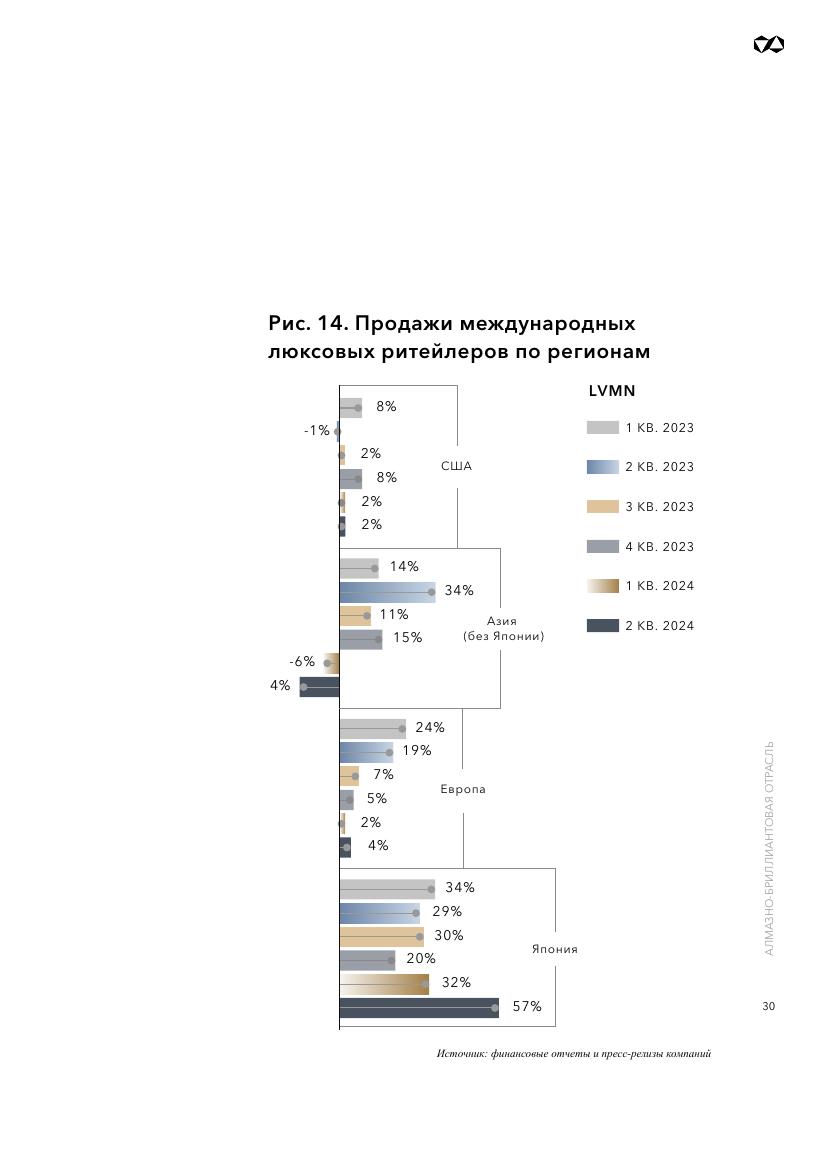 Рис. 14. Продажи международных
люксовых ритейлеров по регионам
LVMN
1 КВ. 2023
2 КВ. 2023
3 КВ. 2023
4 КВ. 2023
1 КВ. 2024
2 КВ. 2024
8%
-1%
2%
8%
2%
2%
США
14%
34%
11%
15%
-6%
4%
Азия
(без Японии)
24%
19%
7%
5%
2%
4%
Европа
34%
29%
30%
20%
32%
57%
Япония
Источник: финансовые отчеты и пресс-релизы компаний
АЛМАЗНО-БРИЛЛИАНТОВАЯ ОТРАСЛЬ
30